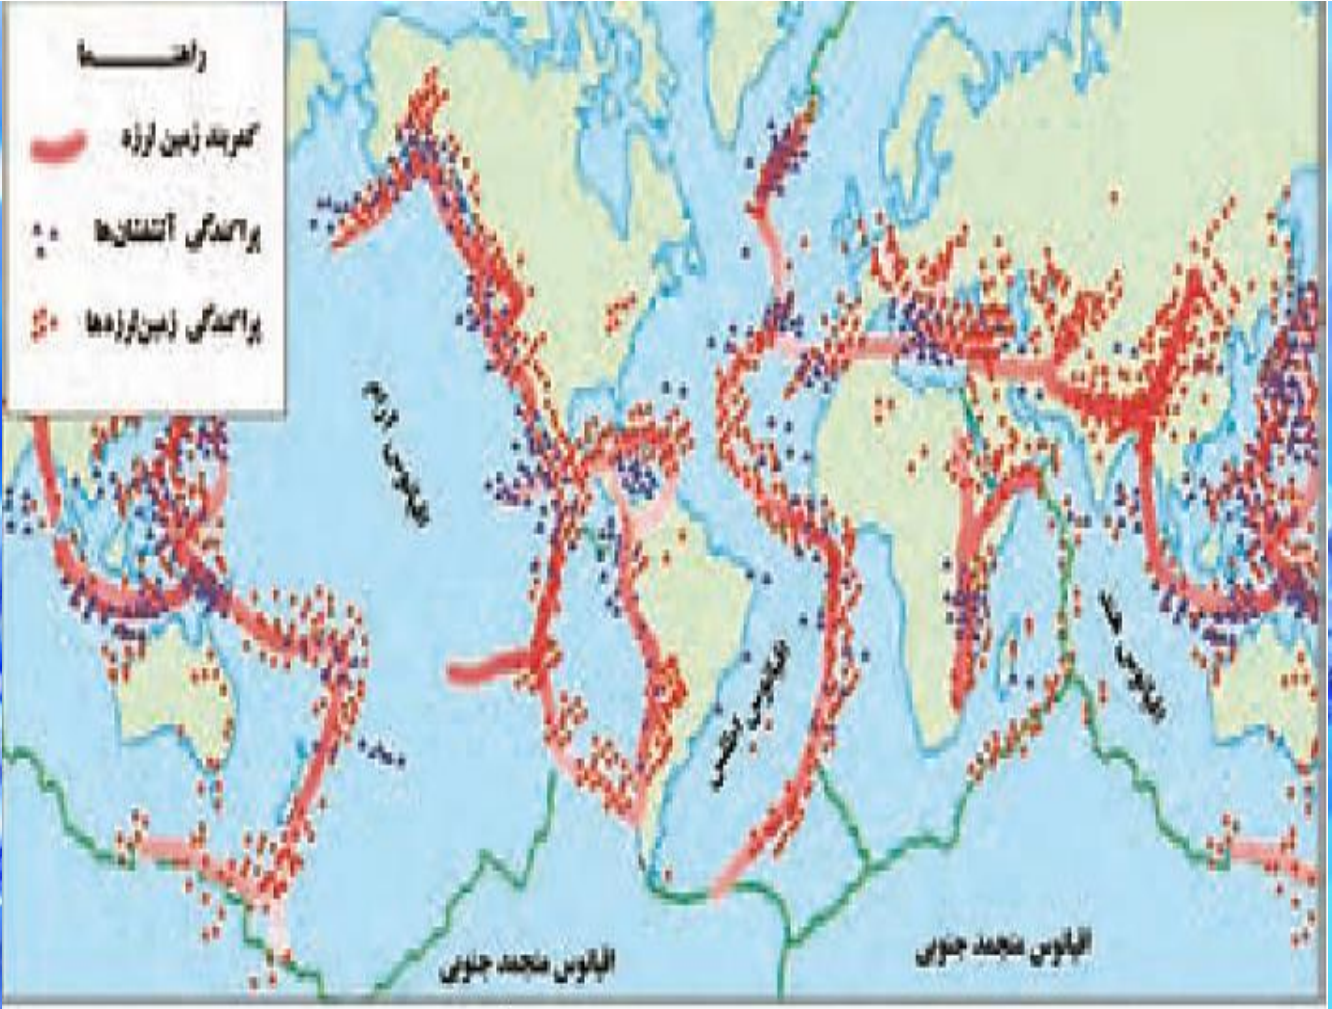 راهنما
کمربند زمین لرزه
پراکندگی آتشفشان‌ها
پراکندگی زمین‌لرزه‌ها
اقیانوس آرام
اقیانوس اطلس
اقیانوس هند
اقیانوس منجمد جنوبی
اقیانوس منجمد جنوبی